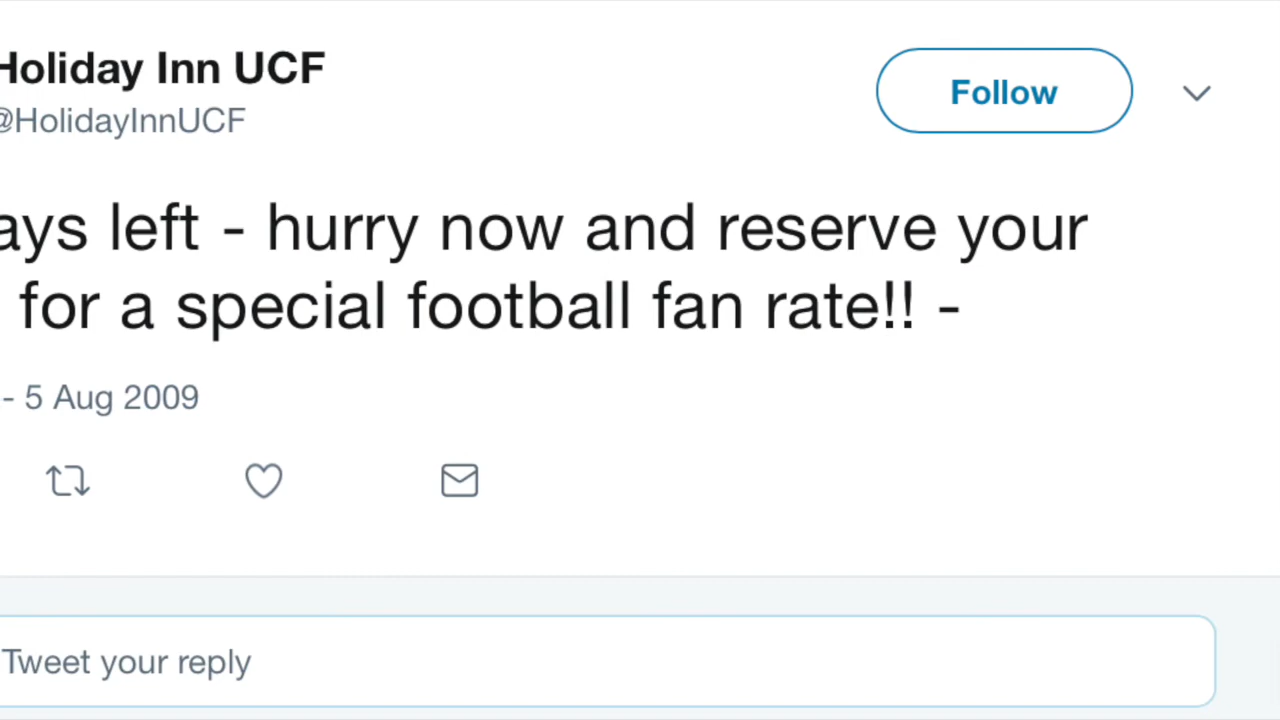 Holiday Inn UCF
Follow
@HolidayInnUCF
ays left - hurry now and reserve your
for a special football fan rate!! -
- 5 Aug 2009
Tweet your reply